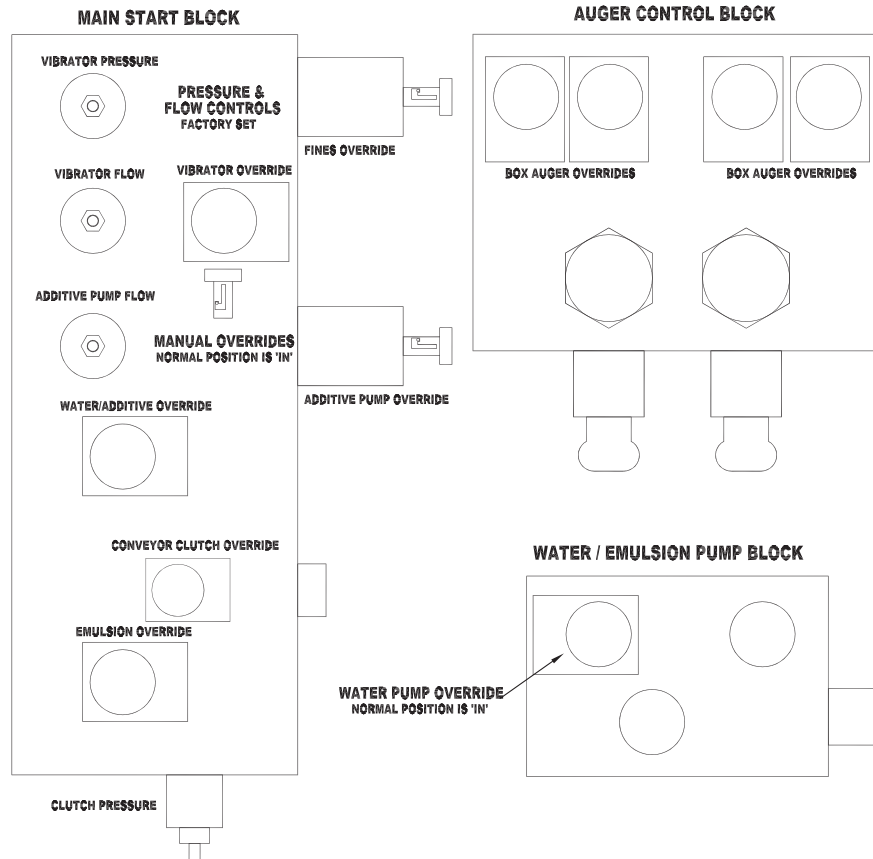 MAIN START BLOCK
VIBRATOR PRESSURE
PRESSURE &
FLOW CONTROLS
FACTORY SET
FINES OVERRIDE
VIBRATOR FLOW
VIBRATOR OVERRIDE
ADDITIVE PUMP FLOW
MANUAL OVERRIDES
NORMAL POSITION IS 'IN'
ADDITIVE PUMP OVERRIDE
WATER/ADDITIVE OVERRIDE
CONVEYOR CLUTCH OVERRIDE
EMULSION OVERRIDE
CLUTCH PRESSURE
AUGER CONTROL BLOCK
BOX AUGER OVERRIDES
BOX AUGER OVERRIDES
WATER / EMULSION PUMP BLOCK
WATER PUMP OVERRIDE
NORMAL POSITION IS 'IN'